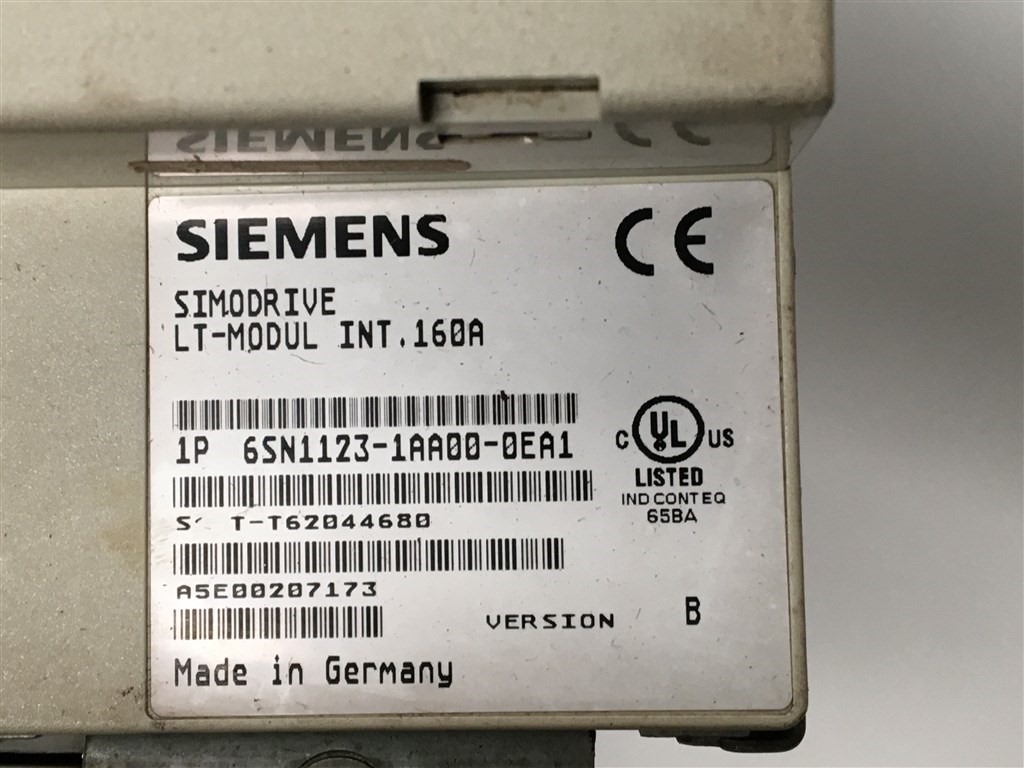 SIEMENS
CE
SIMODRIVE
LT-MODUL INT.160A
1P 6SN1123-1AA00-0EA1
C UL US
LISTED
IND CONT EQ
65BA
S T-T62044680
A5E00207173
VERSION B
Made in Germany